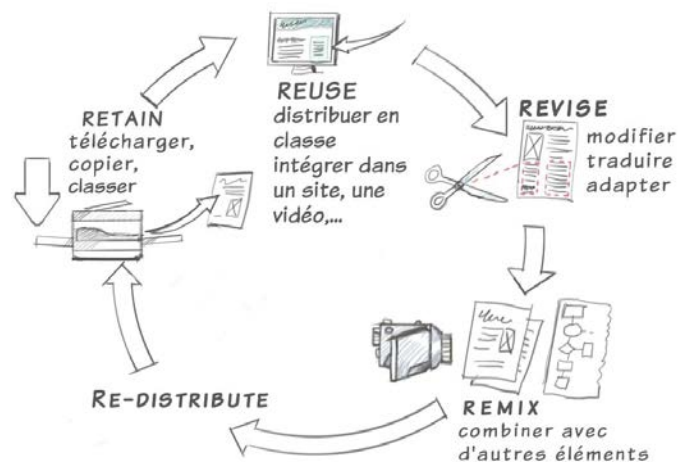 RETAIN
télécharger,
copier,
classer
REUSE
distribuer en
classe
intégrer dans
un site, une
vidéo,...
REVISE
modifier
traduire
adapter
REMIX
combiner avec
d'autres éléments
RE-DISTRIBUTE